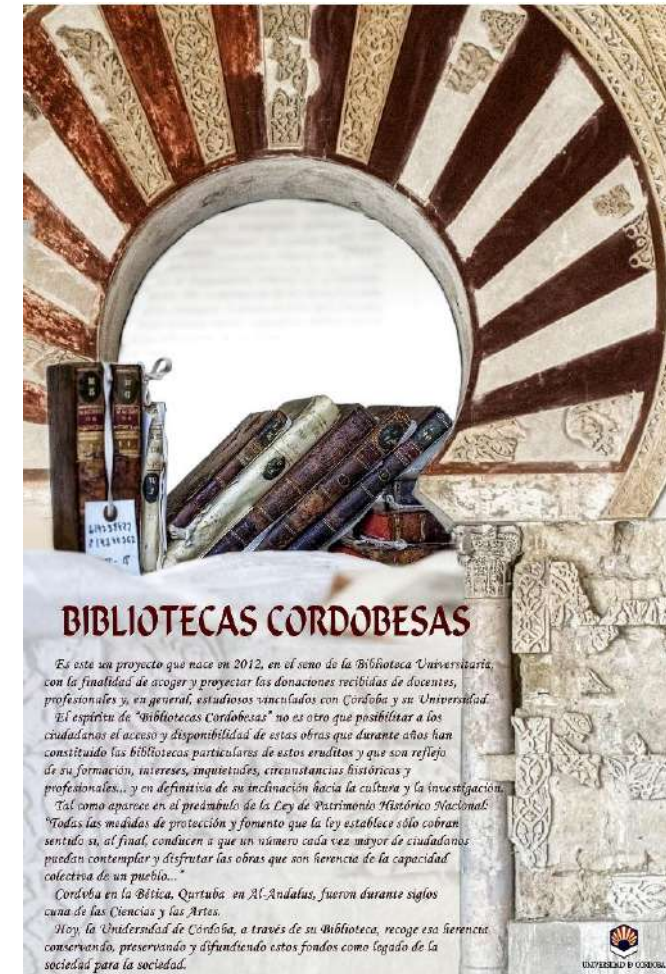 BIBLIOTECAS CORDOBESAS
Es este un proyecto que nace en 2012, en el seno de la Biblioteca Universitaria,
con la finalidad de acoger y proyectar las donaciones recibidas de docentes,
profesionales y, en general, estudiosos vinculados con Córdoba y su Universidad.
El espíritu de "Bibliotecas Cordobesas" no es otro que posibilitar a los
ciudadanos el acceso y disponibilidad de estas obras que durante años han
constituido las bibliotecas particulares de estos eruditos y que son reflejo
de su formación, intereses, inquietudes, circunstancias históricas y
profesionales... y en definitiva de su inclinación hacia la cultura y la investigación.
Tal como aparece en el preámbulo de la Ley de Patrimonio Histórico Nacional:
"Todas las medidas de protección y fomento que la ley establece sólo cobran
sentido si, al final, conducen a que un número cada vez mayor de ciudadanos
puedan contemplar y disfrutar las obras que son herencia de la capacidad
colectiva de un pueblo..."
Cordvba en la Bética, Qurtuba en Al-Andalus, fueron durante siglos
cuna de las Ciencias y las Artes.
Hoy, la Unidersidad de Córdoba, a través de su Biblioteca, recoge esa herencia
conservando, preservando y difundiendo estos fondos como legado de la
sociedad para la sociedad.
UNIVERSIDAD D CORDOBA